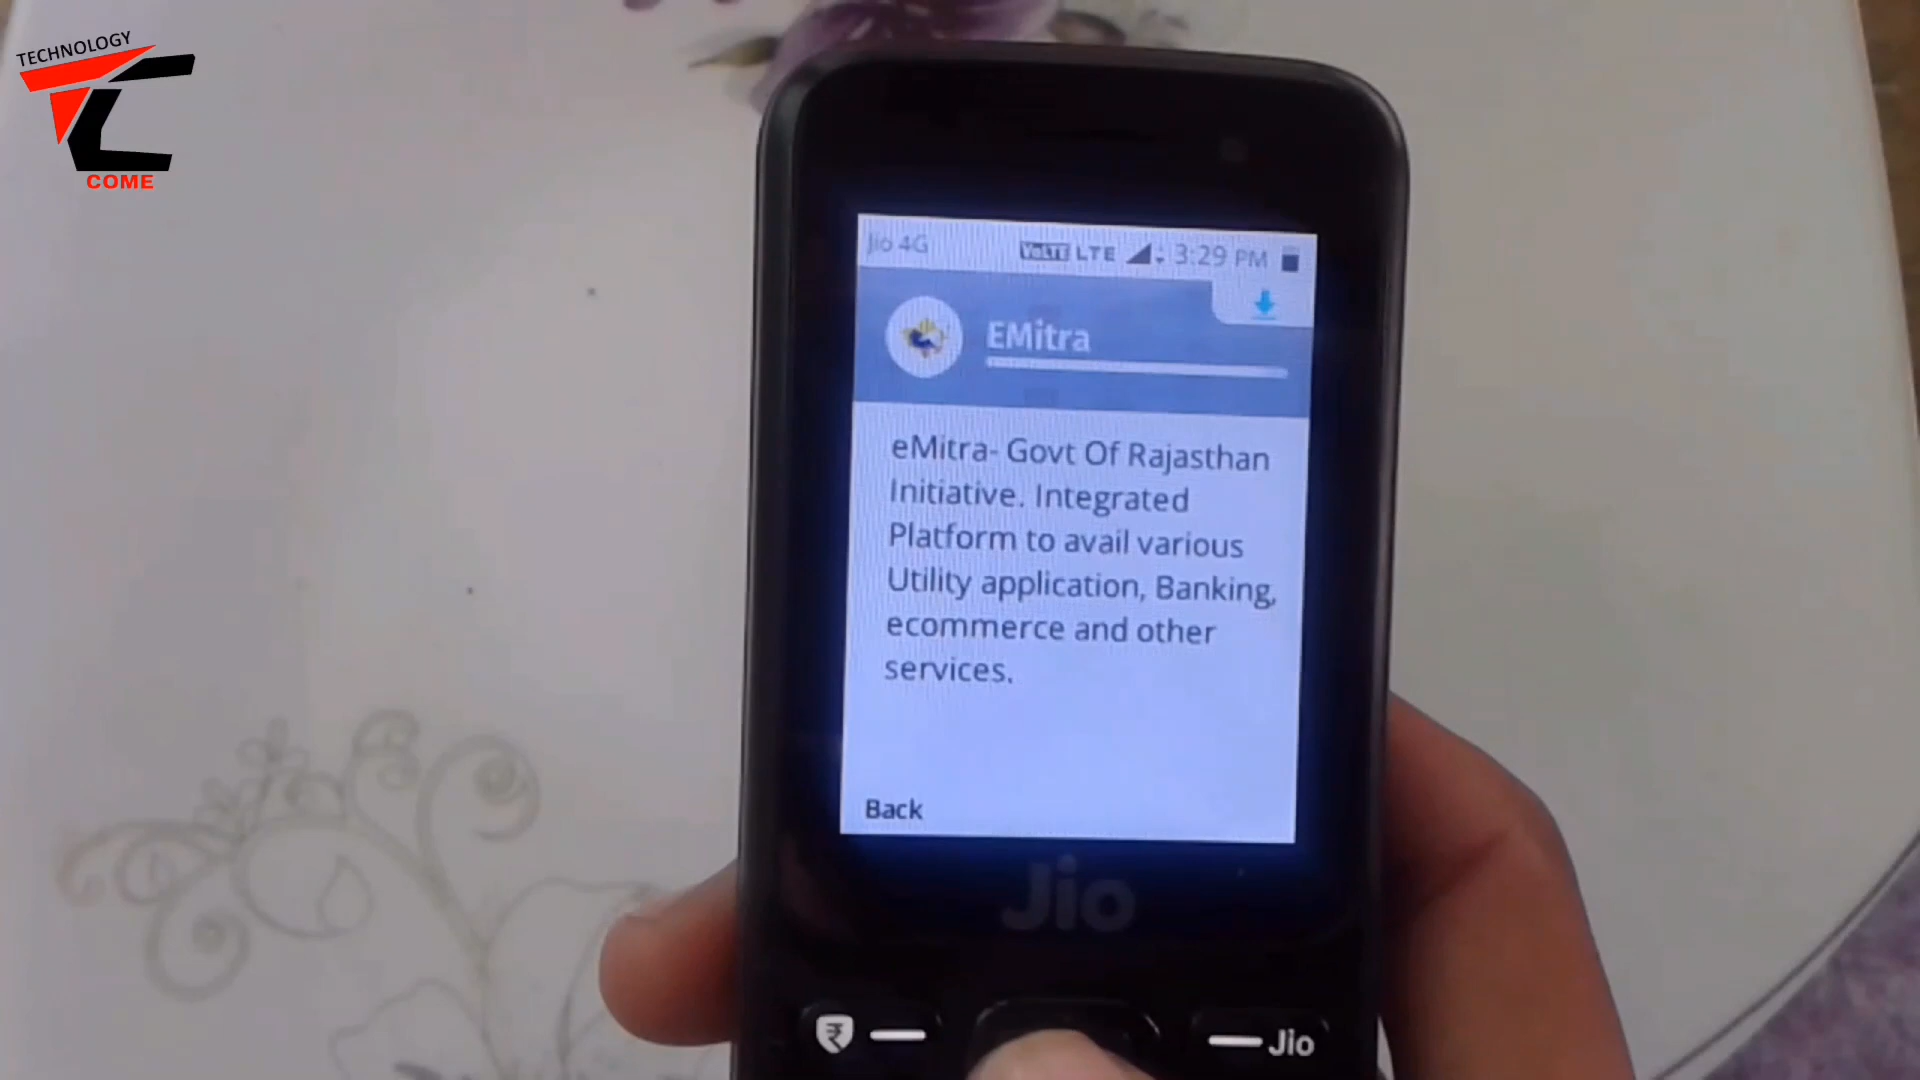 TECHNOLOGY
TC
COME
Jio 4G VoLTE LTE 3:29 PM
EMitra
eMitra- Govt Of Rajasthan
Initiative. Integrated
Platform to avail various
Utility application, Banking,
ecommerce and other
services.
Back
Jio
₹ Jio